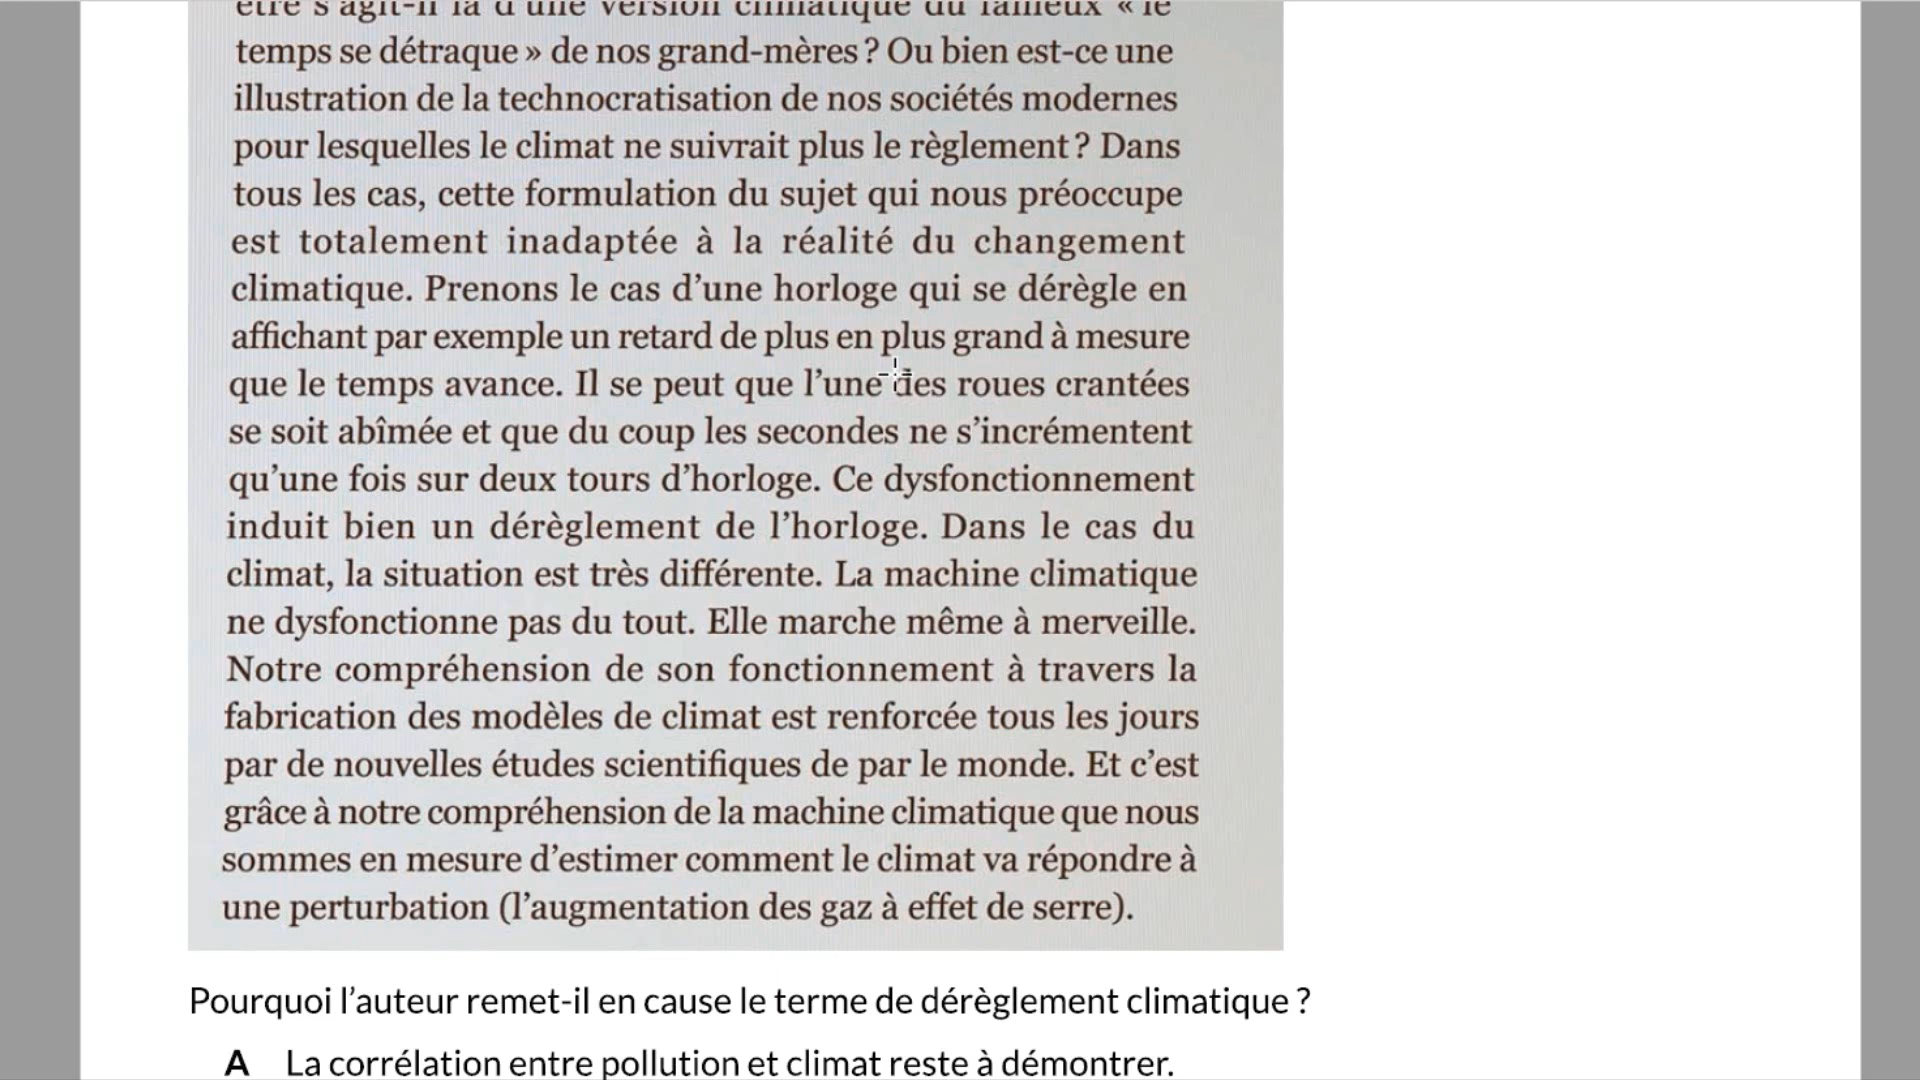 être s'agit-il là d'une version climatique du fameux « le
temps se détraque » de nos grand-mères ? Ou bien est-ce une
illustration de la technocratisation de nos sociétés modernes
pour lesquelles le climat ne suivrait plus le règlement ? Dans
tous les cas, cette formulation du sujet qui nous préoccupe
est totalement inadaptée à la réalité du changement
climatique. Prenons le cas d'une horloge qui se dérègle en
affichant par exemple un retard de plus en plus grand à mesure
que le temps avance. Il se peut que l'une des roues crantées
se soit abîmée et que du coup les secondes ne s'incrémentent
qu'une fois sur deux tours d'horloge. Ce dysfonctionnement
induit bien un dérèglement de l'horloge. Dans le cas du
climat, la situation est très différente. La machine climatique
ne dysfonctionne pas du tout. Elle marche même à merveille.
Notre compréhension de son fonctionnement à travers la
fabrication des modèles de climat est renforcée tous les jours
par de nouvelles études scientifiques de par le monde. Et c'est
grâce à notre compréhension de la machine climatique que nous
sommes en mesure d'estimer comment le climat va répondre à
une perturbation (l'augmentation des gaz à effet de serre).
Pourquoi l'auteur remet-il en cause le terme de dérèglement climatique ?
A La corrélation entre pollution et climat reste à démontrer.